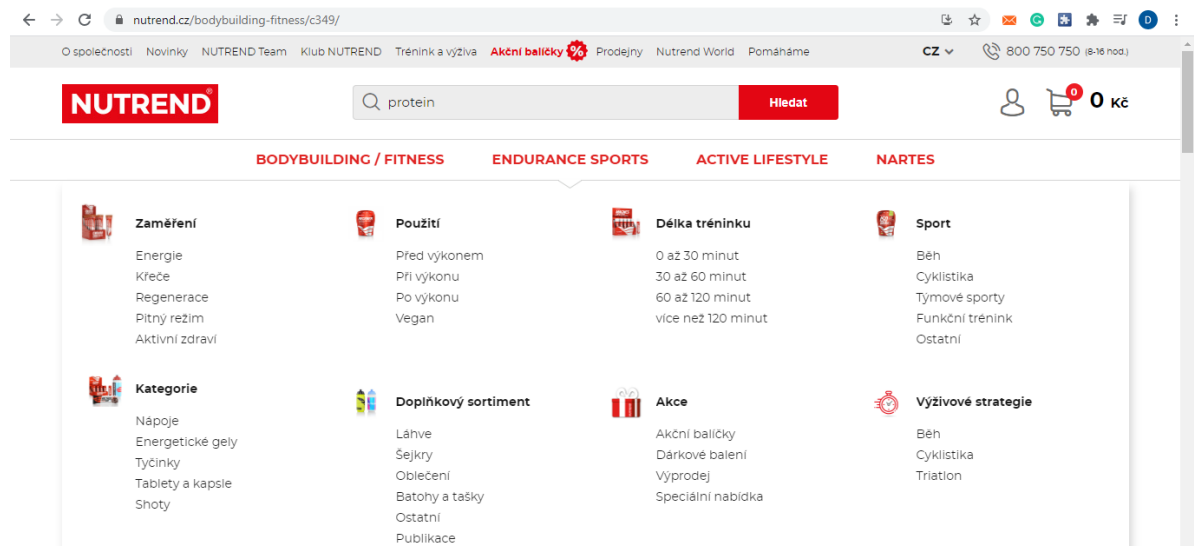 nutrend.cz/bodybuilding-fitness/c349/
D
O společnosti Novinky NUTREND Team Klub NUTREND Trénink a výživa Akční balíčky % Prodejny Nutrend World Pomáháme CZ 800 750 750 (8-16 hod.)
NUTREND® protein Hledat 0 0 Kč
BODYBUILDING / FITNESS ENDURANCE SPORTS ACTIVE LIFESTYLE NARTES
Zaměření
Energie
Křeče
Regenerace
Pitný režim
Aktivní zdraví
Použití
Před výkonem
Při výkonu
Po výkonu
Vegan
Délka tréninku
0 až 30 minut
30 až 60 minut
60 až 120 minut
více než 120 minut
Sport
Běh
Cyklistika
Týmové sporty
Funkční trénink
Ostatní
Kategorie
Nápoje
Energetické gely
Tyčinky
Tablety a kapsle
Shoty
Doplňkový sortiment
Láhve
Šejkry
Oblečení
Batohy a tašky
Ostatní
Publikace
Akce
Akční balíčky
Dárkové balení
Výprodej
Speciální nabídka
Výživové strategie
Běh
Cyklistika
Triatlon